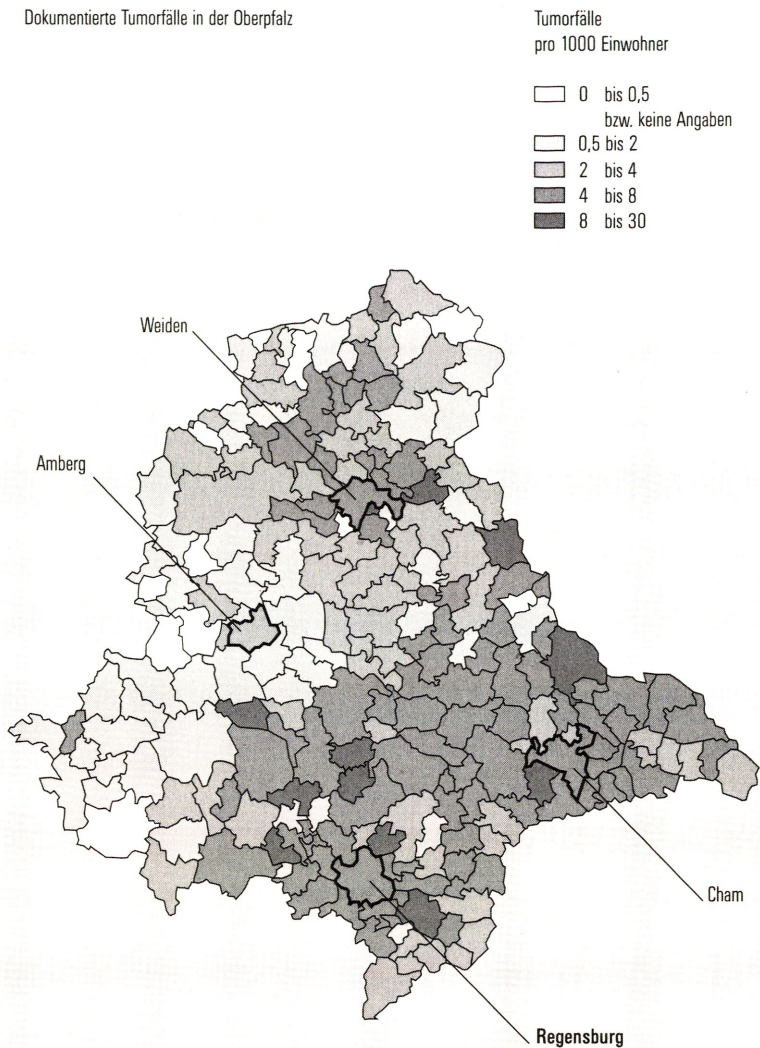 Dokumentierte Tumorfälle in der Oberpfalz
Tumorfälle
pro 1000 Einwohner
0 bis 0,5
bzw. keine Angaben
0,5 bis 2
2 bis 4
4 bis 8
8 bis 30
Weiden
Amberg
Cham
Regensburg